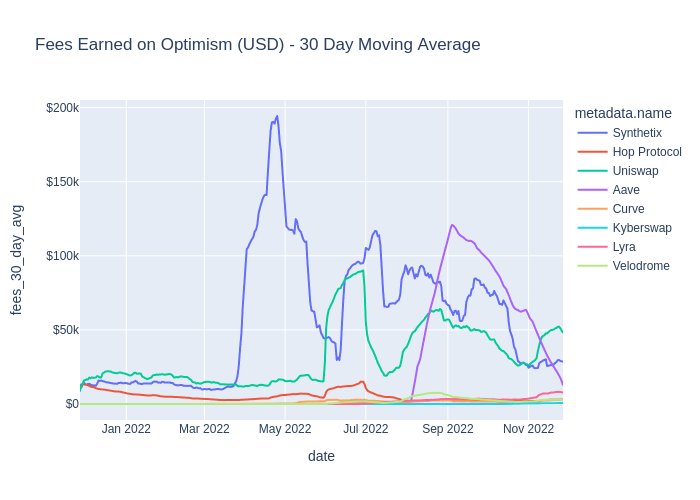 Fees Earned on Optimism (USD) - 30 Day Moving Average
metadata.name
Synthetix
Hop Protocol
Uniswap
Aave
Curve
Kyberswap
Lyra
Velodrome
fees_30_day_avg
$200k
$150k
$100k
$50k
$0
Jan 2022
Mar 2022
May 2022
Jul 2022
Sep 2022
Nov 2022
date